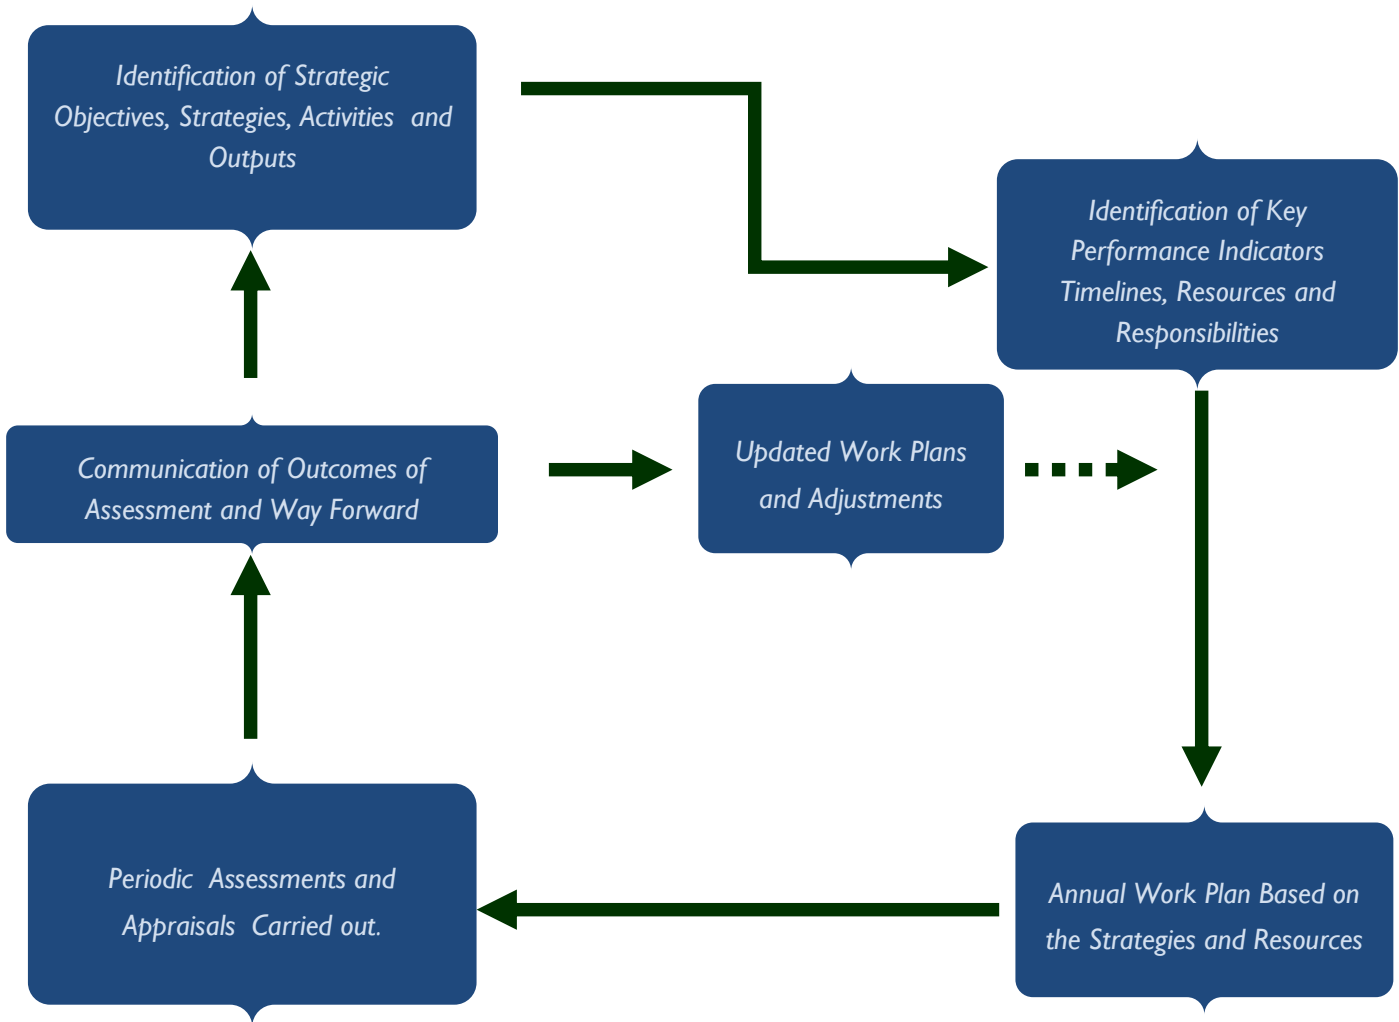 Identification of Strategic
Objectives, Strategies, Activities and
Outputs
Identification of Key
Performance Indicators
Timelines, Resources and
Responsibilities
Communication of Outcomes of
Assessment and Way Forward
Updated Work Plans
and Adjustments
Periodic Assessments and
Appraisals Carried out.
Annual Work Plan Based on
the Strategies and Resources